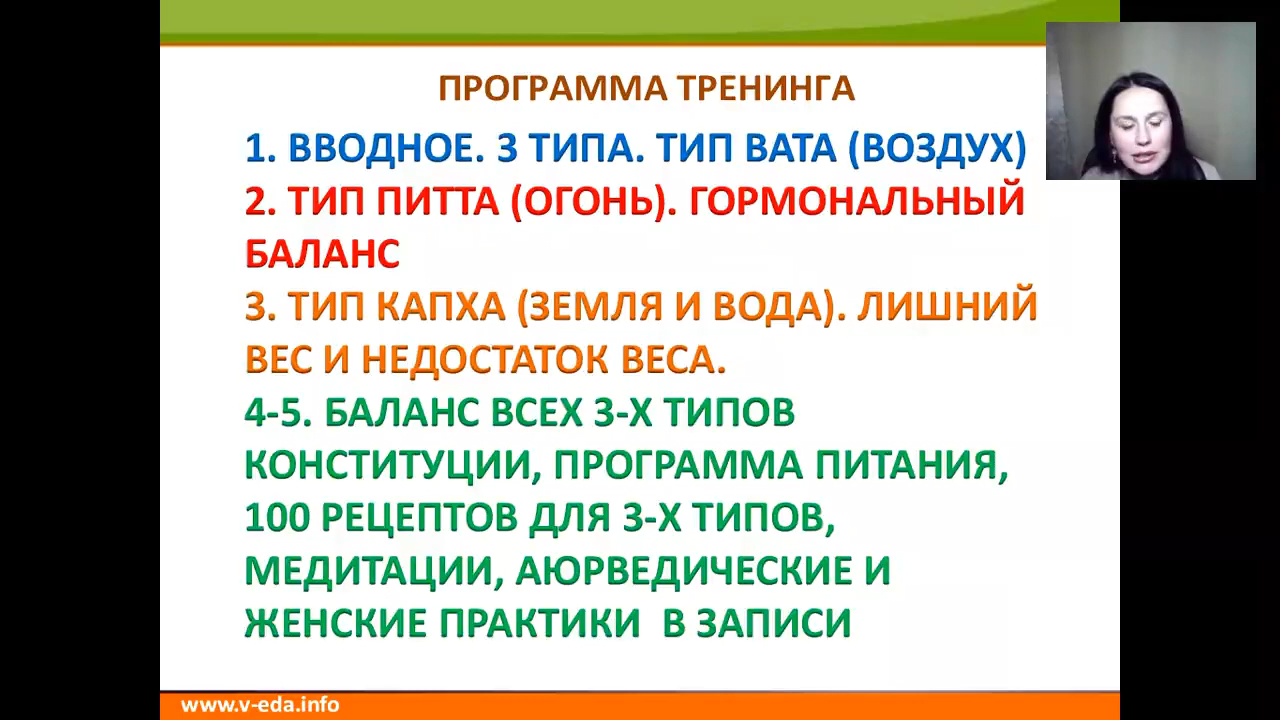 ПРОГРАММА ТРЕНИНГА
1. ВВОДНОЕ. 3 ТИПА. ТИП ВАТА (ВОЗДУХ)
2. ТИП ПИТТА (ОГОНЬ). ГОРМОНАЛЬНЫЙ
БАЛАНС
3. ТИП КАПХА (ЗЕМЛЯ И ВОДА). ЛИШНИЙ
ВЕС И НЕДОСТАТОК ВЕСА.
4-5. БАЛАНС ВСЕХ 3-Х ТИПОВ
КОНСТИТУЦИИ, ПРОГРАММА ПИТАНИЯ,
100 РЕЦЕПТОВ ДЛЯ 3-Х ТИПОВ,
МЕДИТАЦИИ, АЮРВЕДИЧЕСКИЕ И
ЖЕНСКИЕ ПРАКТИКИ В ЗАПИСИ
www.v-eda.info